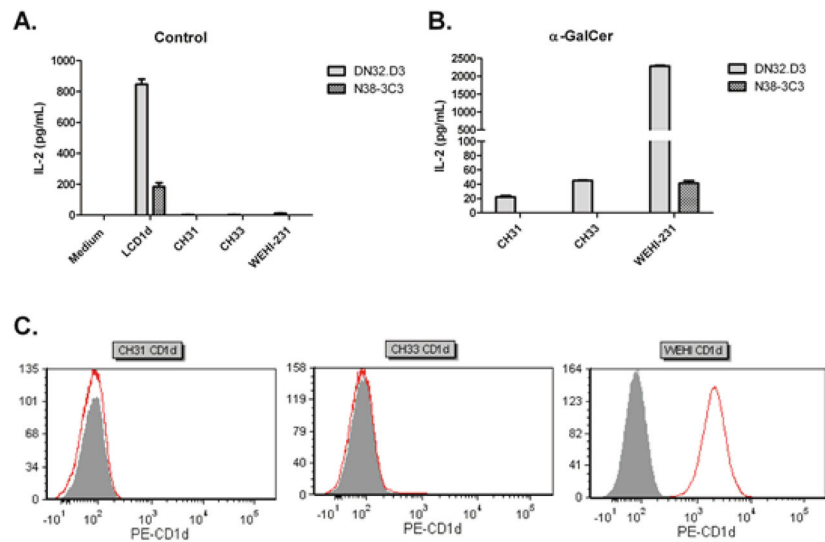 A.
Control
IL-2 (pg/mL)
1000
800
600
400
200
0
Medium
LCD1d
CH31
CH33
WEHI-231
DN32.D3
N38-3C3
B.
α-GalCer
IL-2 (pg/mL)
2500
2000
1500
1000
500
100
80
60
40
20
0
CH31
CH33
WEHI-231
DN32.D3
N38-3C3
C.
CH31 CD1d
135
101
68
34
0
-10¹ 10² 10³ 10⁴ 10⁵
PE-CD1d
CH33 CD1d
158
119
79
40
0
-10¹ 10² 10³ 10⁴ 10⁵
PE-CD1d
WEHI CD1d
164
123
82
41
0
-10¹ 10² 10³ 10⁴ 10⁵
PE-CD1d